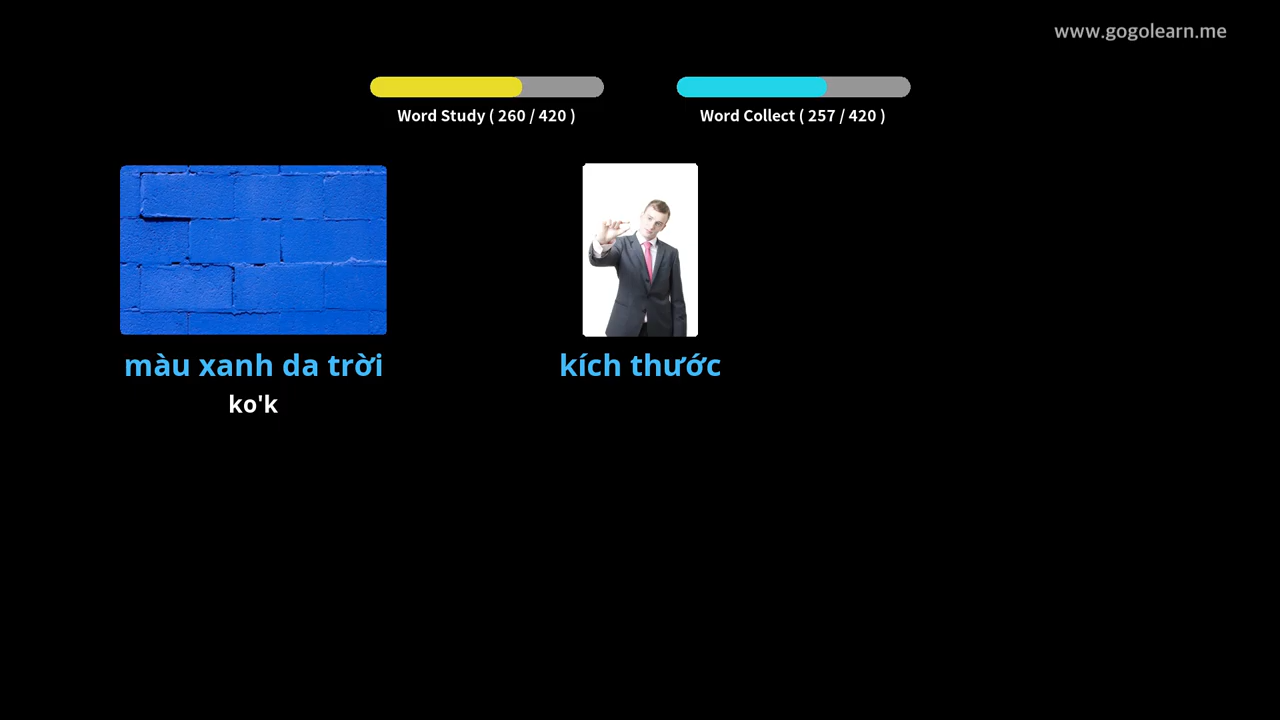 www.gogolearn.me
Word Study ( 260 / 420 )
Word Collect ( 257 / 420 )
màu xanh da trời
ko'k
kích thước